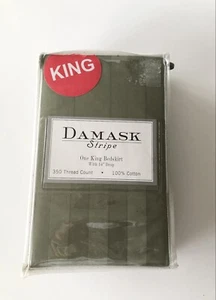 KING
DAMASK
Stripe
One King Bedskirt
With 14" Drop
350 Thread Count • 100% Cotton